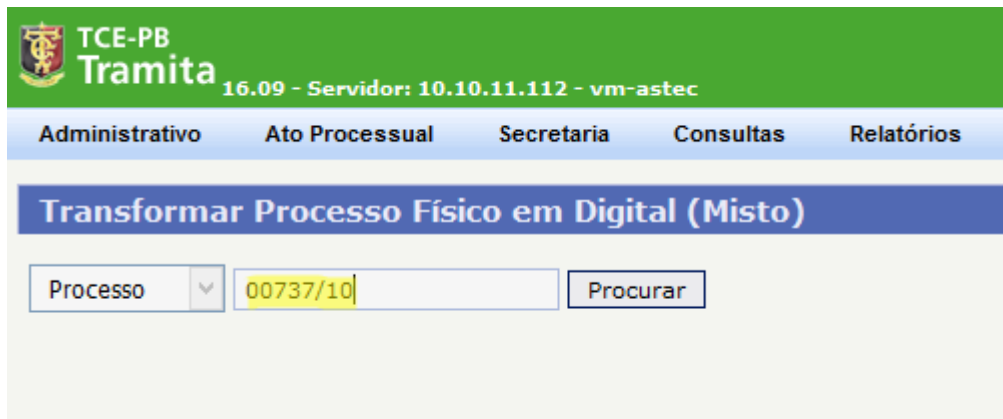 TCE-PB
Tramita 16.09 - Servidor: 10.10.11.112 - vm-astec
Administrativo Ato Processual Secretaria Consultas Relatórios
Transformar Processo Físico em Digital (Misto)
Processo 00737/10 Procurar